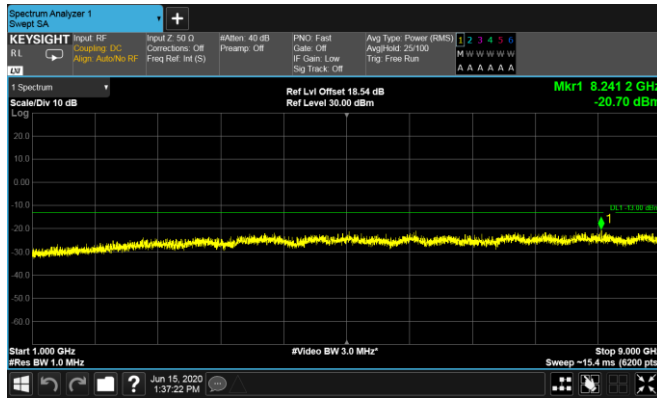 Spectrum Analyzer 1
Swept SA
+
KEYSIGHT Input: RF Input Z: 50 Ω #Atten: 40 dB PNO: Fast Avg Type: Power (RMS) 1 2 3 4 5 6
RL Coupling: DC Corrections: Off Preamp: Off Gate: Off Avg|Hold: 25/100 M W W W W W
Align: Auto/No RF Freq Ref: Int (S) IF Gain: Low Trig: Free Run
Sig Track: Off A A A A A A
LXI
1 Spectrum Ref Lvl Offset 18.54 dB Mkr1 8.241 2 GHz
Scale/Div 10 dB Ref Level 30.00 dBm -20.70 dBm
Log
20.0
10.0
0.00
DL1 -13.00 dBm
-10.0
1
-20.0
-30.0
-40.0
-50.0
-60.0
Start 1.000 GHz #Video BW 3.0 MHz* Stop 9.000 GHz
#Res BW 1.0 MHz Sweep ~15.4 ms (6200 pts
? Jun 15, 2020
1:37:22 PM